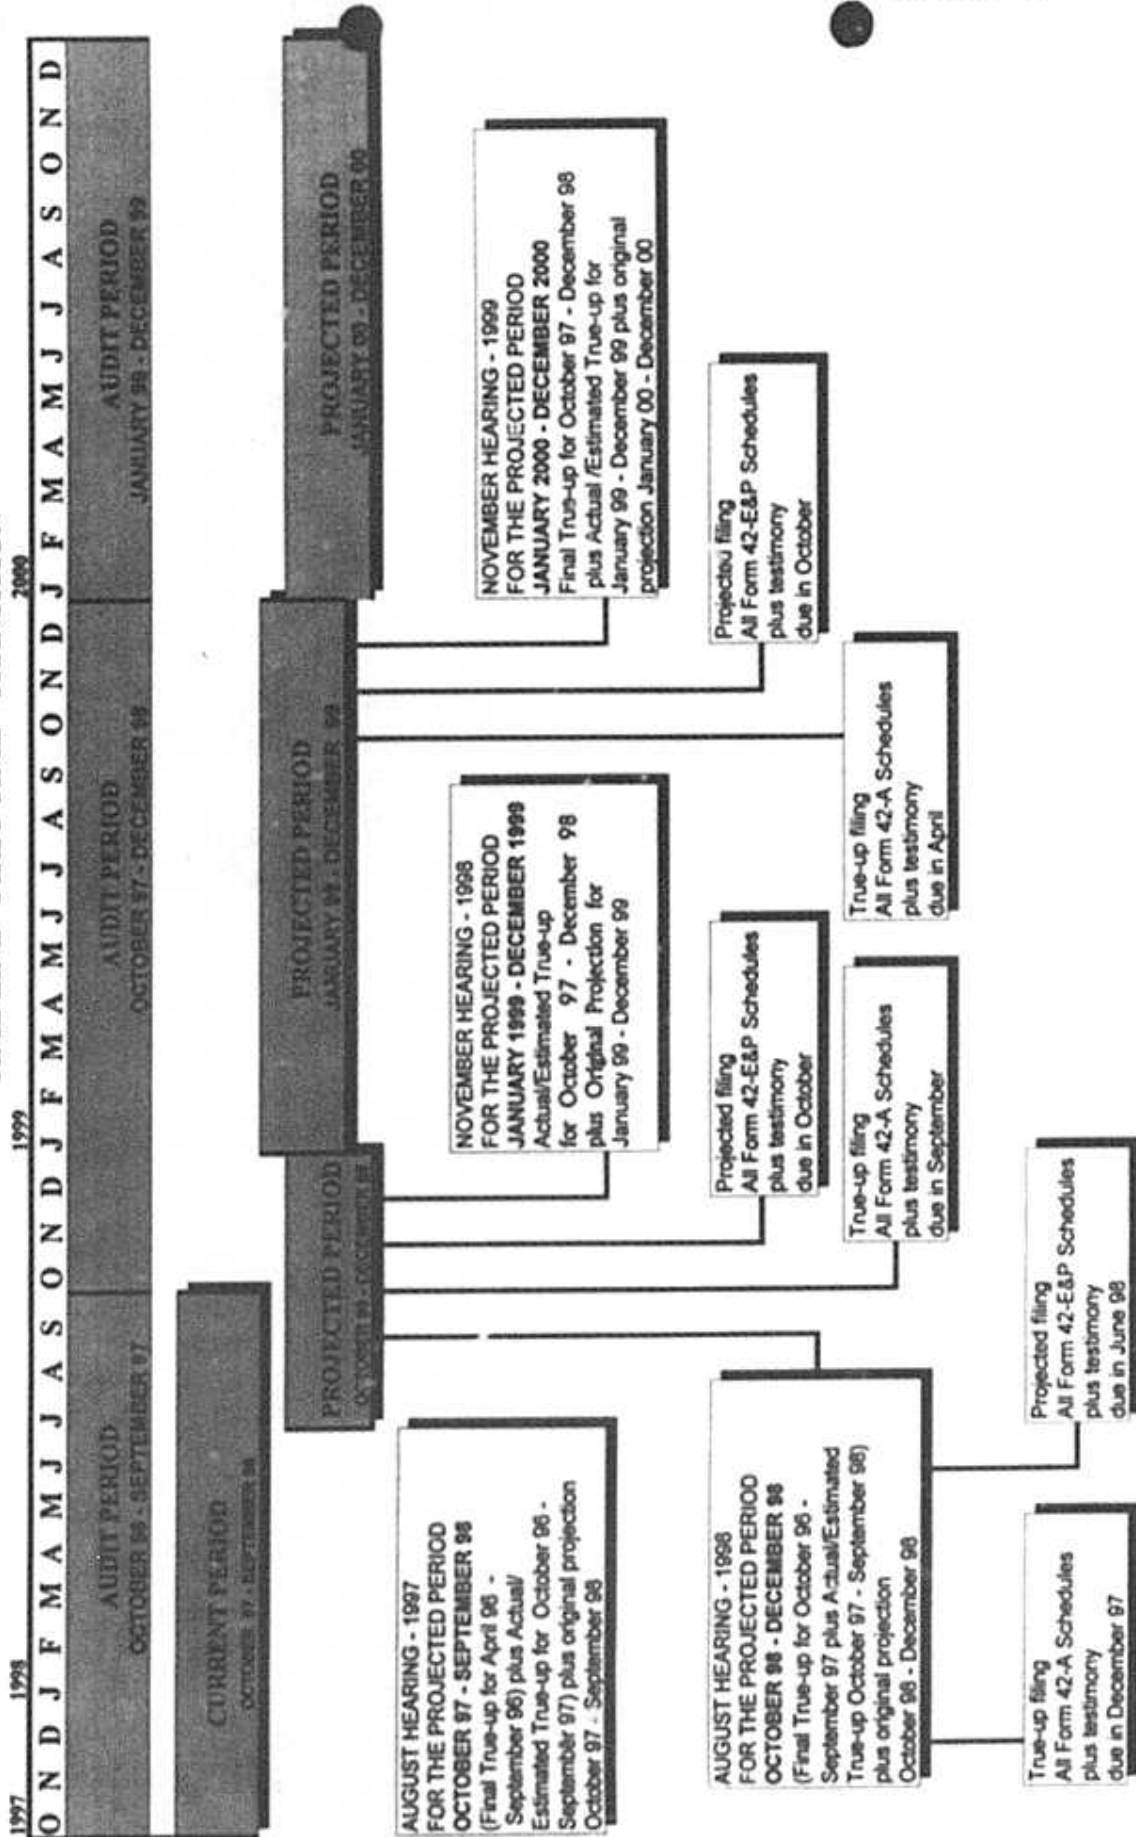 1997 1998 1999 2000
O N D J F M A M J J A S O N D J F M A M J J A S O N D J F M A M J J A S O N D
AUDIT PERIOD
OCTOBER 96 - SEPTEMBER 97
AUDIT PERIOD
OCTOBER 97 - DECEMBER 98
AUDIT PERIOD
JANUARY 99 - DECEMBER 99
CURRENT PERIOD
OCTOBER 97 - SEPTEMBER 98
PROJECTED PERIOD
OCTOBER 98 - DECEMBER 98
PROJECTED PERIOD
JANUARY 99 - DECEMBER 99
PROJECTED PERIOD
JANUARY 00 - DECEMBER 00
AUGUST HEARING - 1997
FOR THE PROJECTED PERIOD
OCTOBER 97 - SEPTEMBER 98
(Final True-up for April 96 -
September 96) plus Actual/
Estimated True-up for October 96 -
September 97) plus original projection
October 97 - September 98
NOVEMBER HEARING - 1998
FOR THE PROJECTED PERIOD
JANUARY 1999 - DECEMBER 1999
Actual/Estimated True-up
for October 97 - December 98
plus Original Projection for
January 99 - December 99
NOVEMBER HEARING - 1999
FOR THE PROJECTED PERIOD
JANUARY 2000 - DECEMBER 2000
Final True-up for October 97 - December 98
plus Actual /Estimated True-up for
January 99 - December 99 plus original
projection January 00 - December 00
AUGUST HEARING - 1998
FOR THE PROJECTED PERIOD
OCTOBER 98 - DECEMBER 98
(Final True-up for October 96 -
September 97 plus Actual/Estimated
True-up October 97 - September 98)
plus original projection
October 98 - December 98
Projected filing
All Form 42-E&P Schedules
plus testimony
due in October
Projected filing
All Form 42-E&P Schedules
plus testimony
due in October
True-up filing
All Form 42-A Schedules
plus testimony
due in September
True-up filing
All Form 42-A Schedules
plus testimony
due in April
True-up filing
All Form 42-A Schedules
plus testimony
due in December 97
Projected filing
All Form 42-E&P Schedules
plus testimony
due in June 98